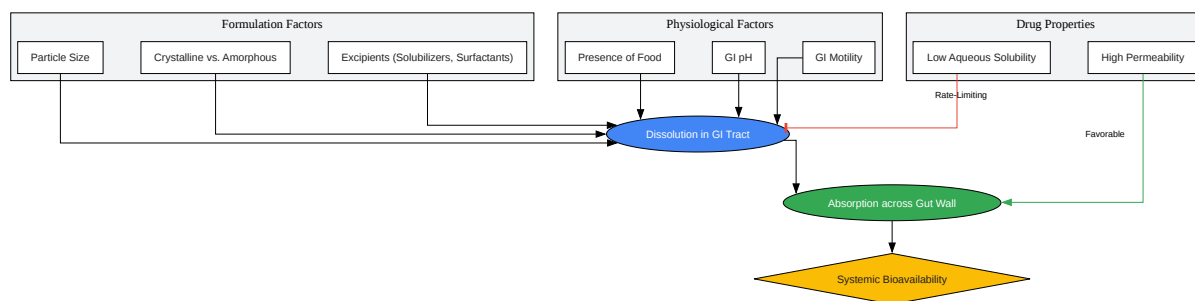 Formulation Factors
Physiological Factors
Drug Properties
Particle Size
Crystalline vs. Amorphous
Excipients (Solubilizers, Surfactants)
Presence of Food
GI pH
GI Motility
Low Aqueous Solubility
High Permeability
Rate-Limiting
Dissolution in GI Tract
Favorable
Absorption across Gut Wall
Systemic Bioavailability